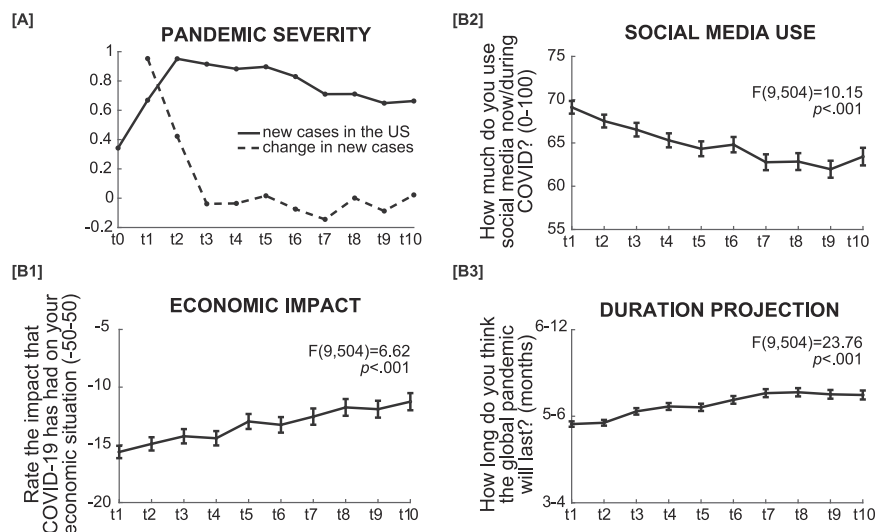 [A]
PANDEMIC SEVERITY
1
0.8
0.6
0.4
0.2
0
-0.2
new cases in the US
change in new cases
t0 t1 t2 t3 t4 t5 t6 t7 t8 t9 t10
[B2]
SOCIAL MEDIA USE
How much do you use
social media now/during
COVID? (0-100)
75
70
65
60
55
F(9,504)=10.15
p<.001
t1 t2 t3 t4 t5 t6 t7 t8 t9 t10
[B1]
ECONOMIC IMPACT
Rate the impact that
COVID-19 has had on your
economic situation (-50-50)
-5
-10
-15
-20
F(9,504)=6.62
p<.001
t1 t2 t3 t4 t5 t6 t7 t8 t9 t10
[B3]
DURATION PROJECTION
How long do you think
the global pandemic
will last? (months)
6-12
5-6
3-4
F(9,504)=23.76
p<.001
t1 t2 t3 t4 t5 t6 t7 t8 t9 t10